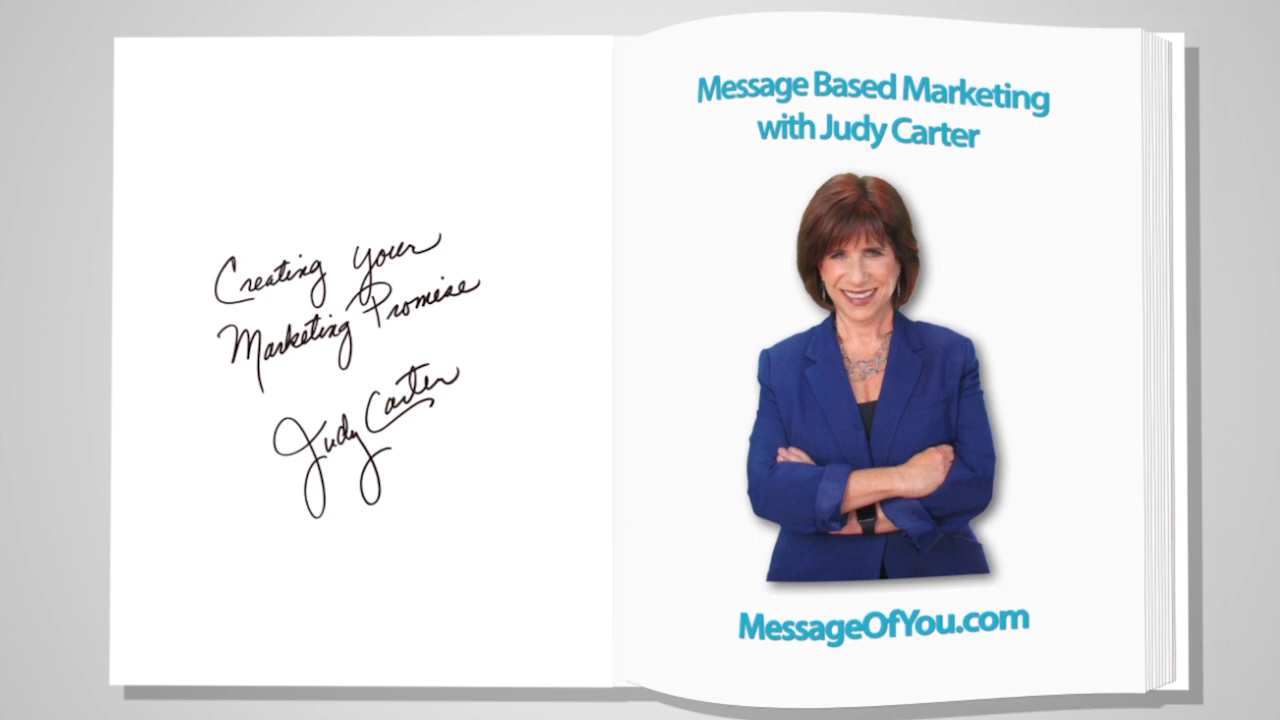 Creating Your
Marketing Promise
Judy Carter
Message Based Marketing
with Judy Carter
MessageOfYou.com